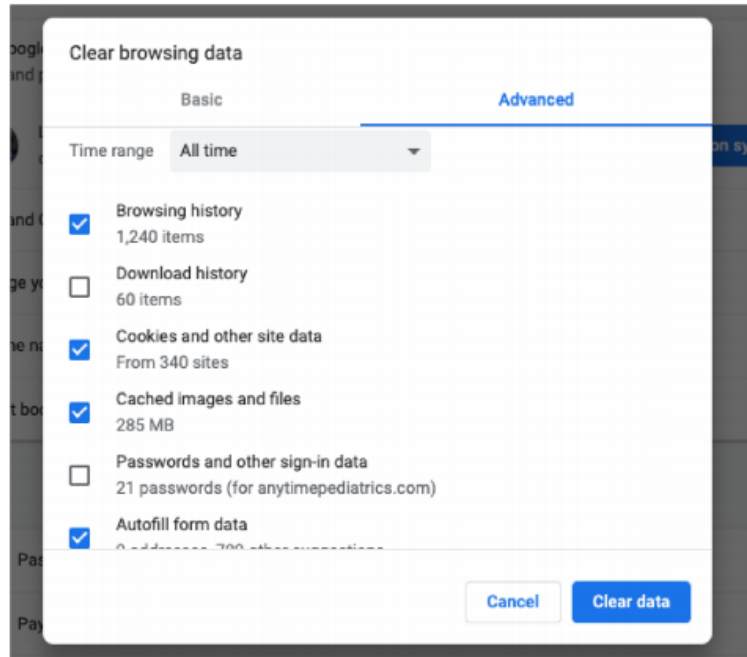 Clear browsing data
Basic Advanced
Time range All time
Browsing history
1,240 items
Download history
60 items
Cookies and other site data
From 340 sites
Cached images and files
285 MB
Passwords and other sign-in data
21 passwords (for anytimepediatrics.com)
Autofill form data
Cancel Clear data